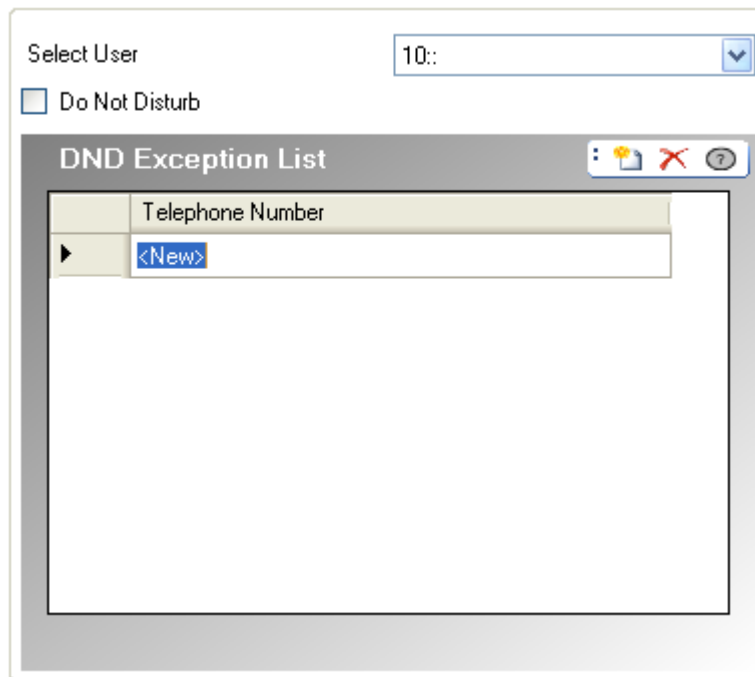 Select User
10::
Do Not Disturb
DND Exception List
?
Telephone Number
<New>